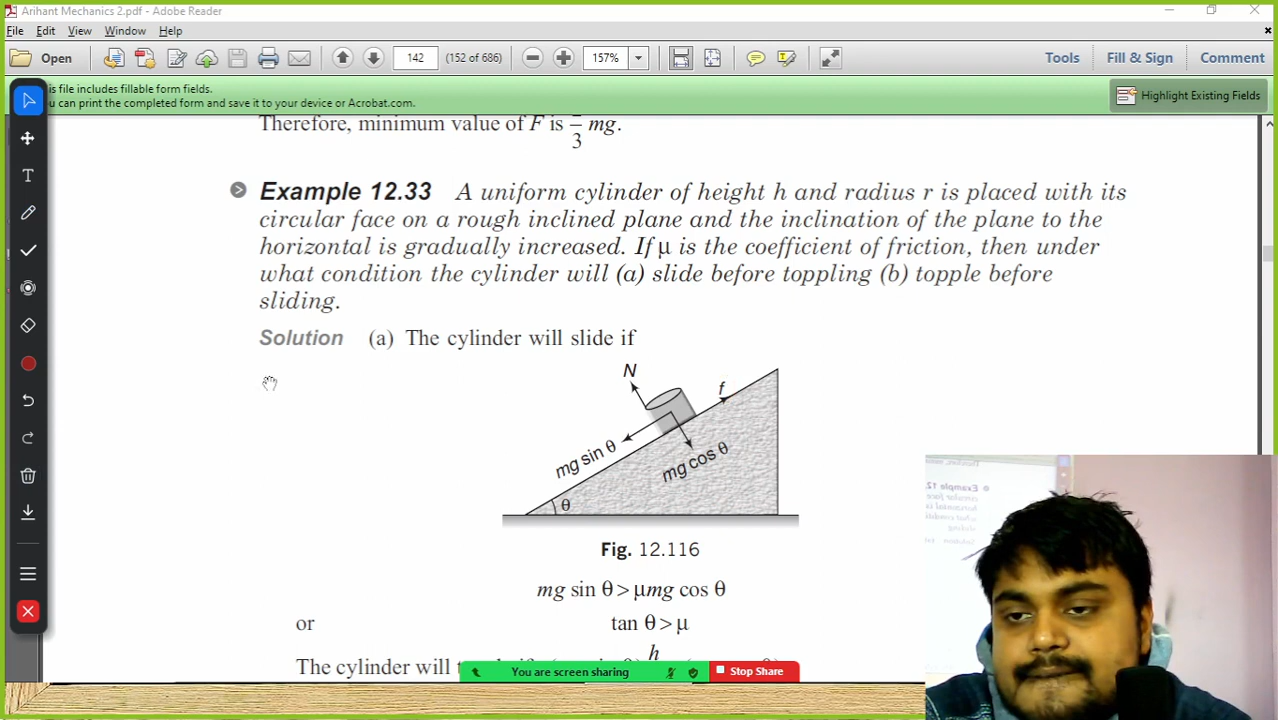 Arihant Mechanics 2.pdf - Adobe Reader
File Edit View Window Help
Open 142 (152 of 686) 157% Tools Fill & Sign Comment
is file includes fillable form fields.
u can print the completed form and save it to your device or Acrobat.com.
Highlight Existing Fields
Therefore, minimum value of F is
3
mg.
Example 12.33 A uniform cylinder of height h and radius r is placed with its
circular face on a rough inclined plane and the inclination of the plane to the
horizontal is gradually increased. If μ is the coefficient of friction, then under
what condition the cylinder will (a) slide before toppling (b) topple before
sliding.
Solution (a) The cylinder will slide if
N
f
mg sin θ
mg cos θ
θ
Fig. 12.116
mg sin θ > μmg cos θ
or tan θ > μ
h
The cylinder will
You are screen sharing
Stop Share
T